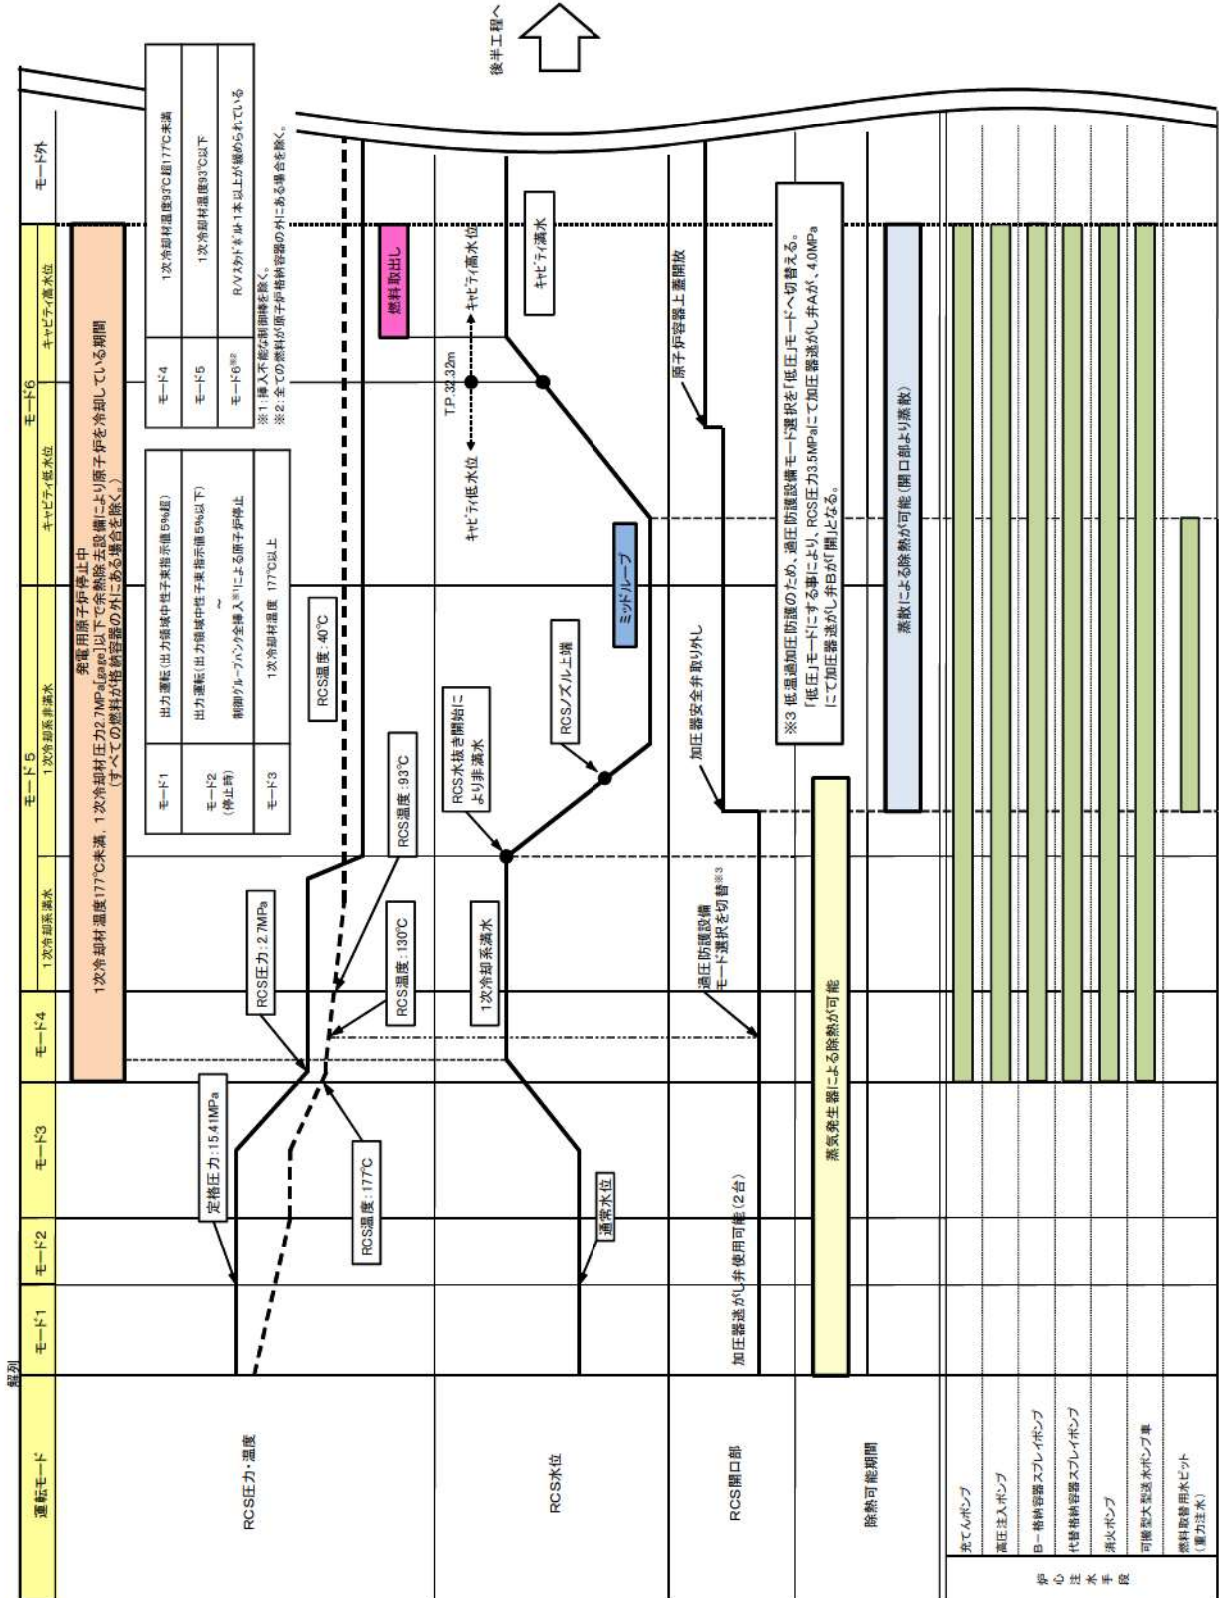 解列
運転モード
モード1
モード2
モード3
モード4
モード5
モード6
モード外
1次冷却系満水
1次冷却系非満水
キャビティ低水位
キャビティ高水位
発電用原子炉停止中
1次冷却材温度177℃未満，1次冷却材圧力2.7MPa[gage]以下で余熱除去設備により原子炉を冷却している期間
(すべての燃料が格納容器の外にある場合を除く。)
モード1
出力運転(出力領域中性子束指示値5%超)
モード2
(停止時)
出力運転(出力領域中性子束指示値5%以下)
～
制御グループバンク全挿入※1による原子炉停止
モード3
1次冷却材温度 177℃以上
モード4
1次冷却材温度93℃超177℃未満
モード5
1次冷却材温度93℃以下
モード6※2
R/Vスタッドボルト1本以上が緩められている
※1：挿入不能な制御棒を除く。
※2：全ての燃料が原子炉格納容器の外にある場合を除く。
後半工程へ
RCS圧力・温度
定格圧力：15.41MPa
RCS温度：177℃
RCS圧力：2.7MPa
RCS温度：130℃
RCS温度：93℃
RCS温度：40℃
燃料取出し
RCS水位
通常水位
1次冷却系満水
RCS水抜き開始に
より非満水
RCSノズル上端
ミッドループ
T.P.32.32m
キャビティ低水位
キャビティ高水位
キャビティ満水
RCS開口部
加圧器逃がし弁使用可能(2台)
過圧防護設備
モード選択を切替※3
加圧器安全弁取り外し
原子炉容器上蓋開放
※3 低温過加圧防護のため、過圧防護設備モード選択を「低圧」モードへ切替える。
「低圧」モードにする事により、RCS圧力3.5MPaにて加圧器逃がし弁Aが、4.0MPa
にて加圧器逃がし弁Bが「開」となる。
除熱可能期間
蒸気発生器による除熱が可能
蒸散による除熱が可能(開口部より蒸散)
炉心注水手段
充てんポンプ
高圧注入ポンプ
B－格納容器スプレイポンプ
代替格納容器スプレイポンプ
消火ポンプ
可搬型大型送水ポンプ車
燃料取替用水ピット
(重力注水)